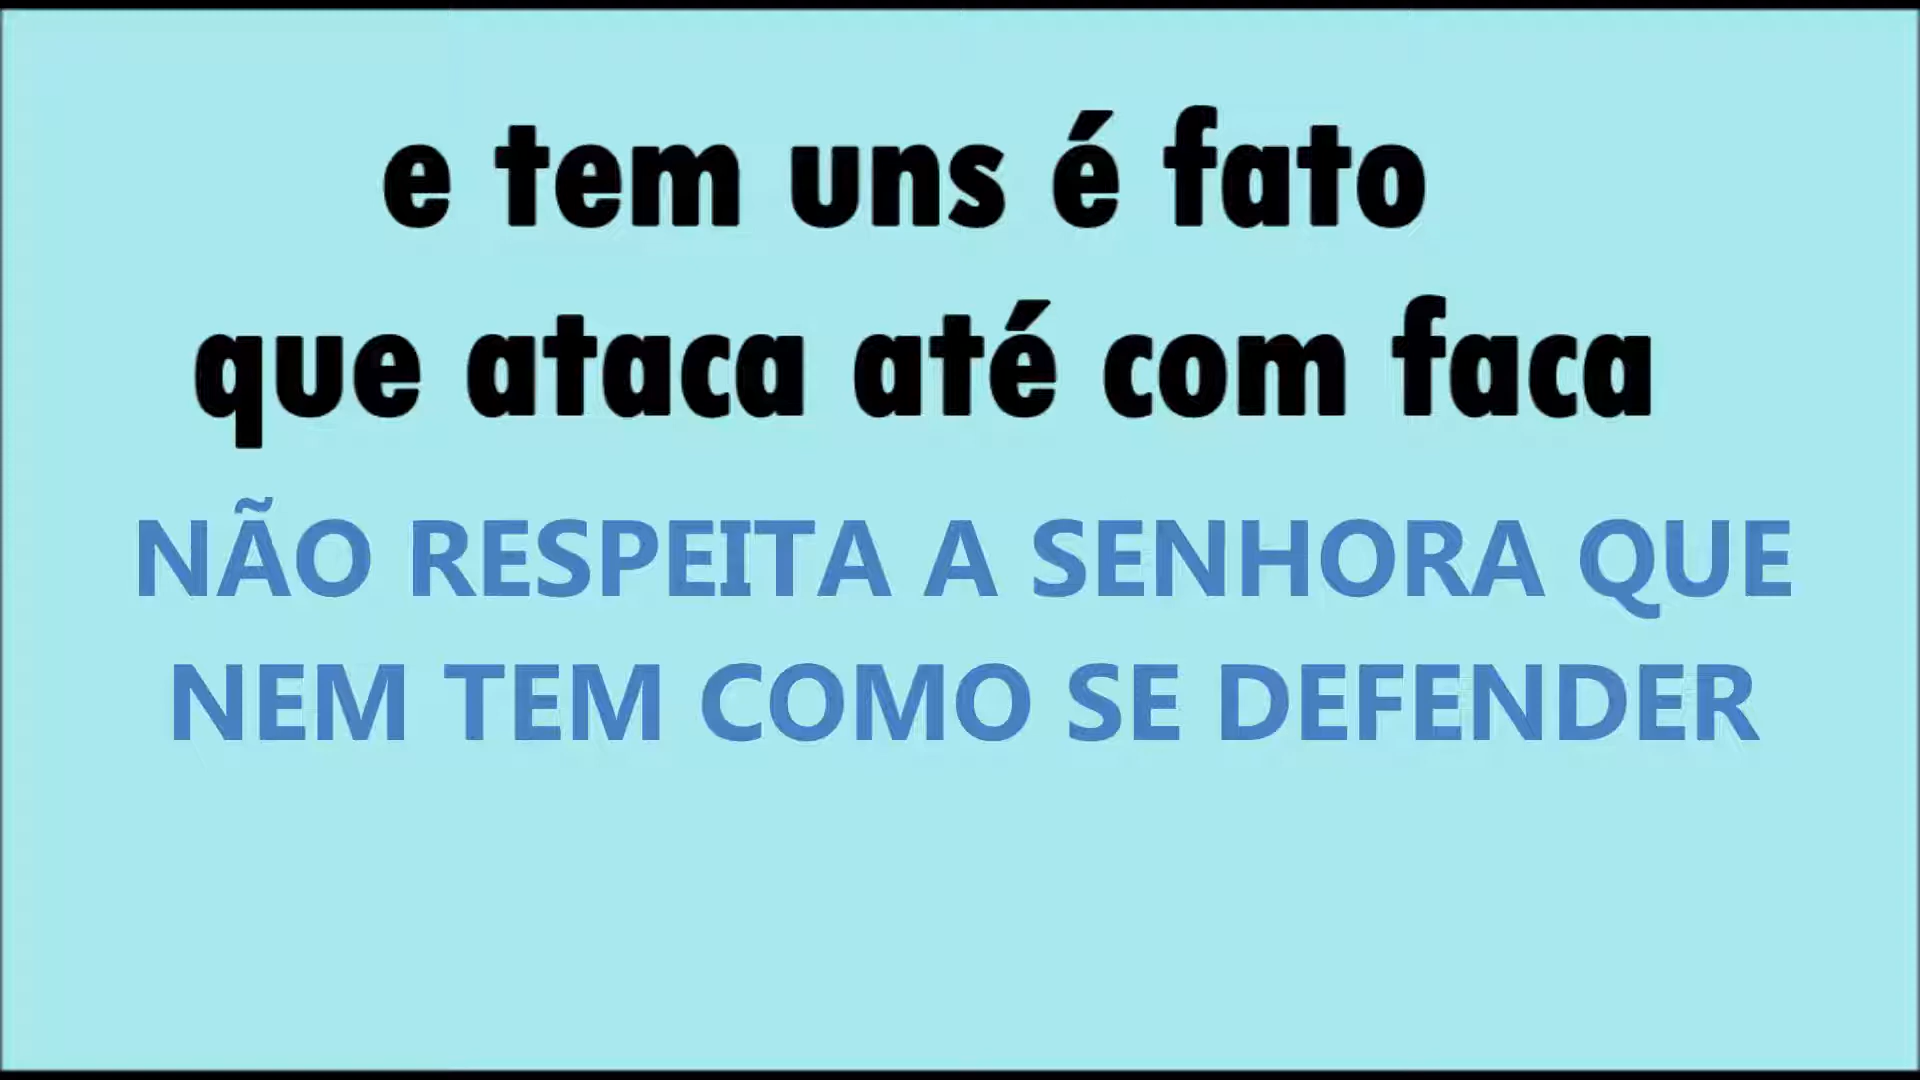 e tem uns é fato
que ataca até com faca
NÃO RESPEITA A SENHORA QUE
NEM TEM COMO SE DEFENDER